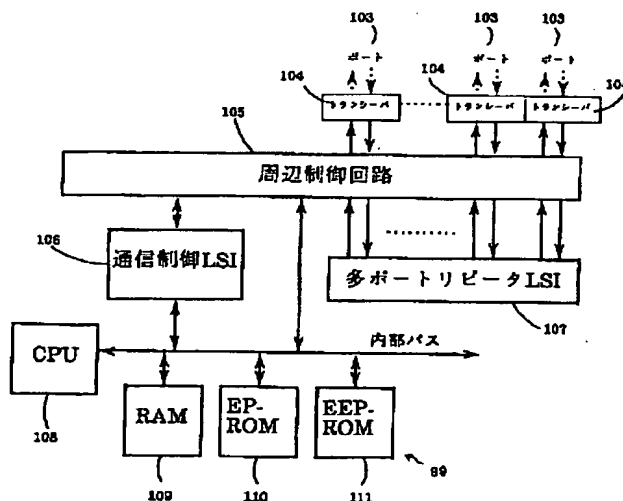 103 103 103
ポート ポート ポート
104 104 104
トランシーバ トランシーバ トランシーバ
105
周辺制御回路
106
通信制御LSI
多ポートリピータLSI
107
内部バス
CPU
108
RAM
EP-
ROM
EEP-
ROM
109 110 111
99